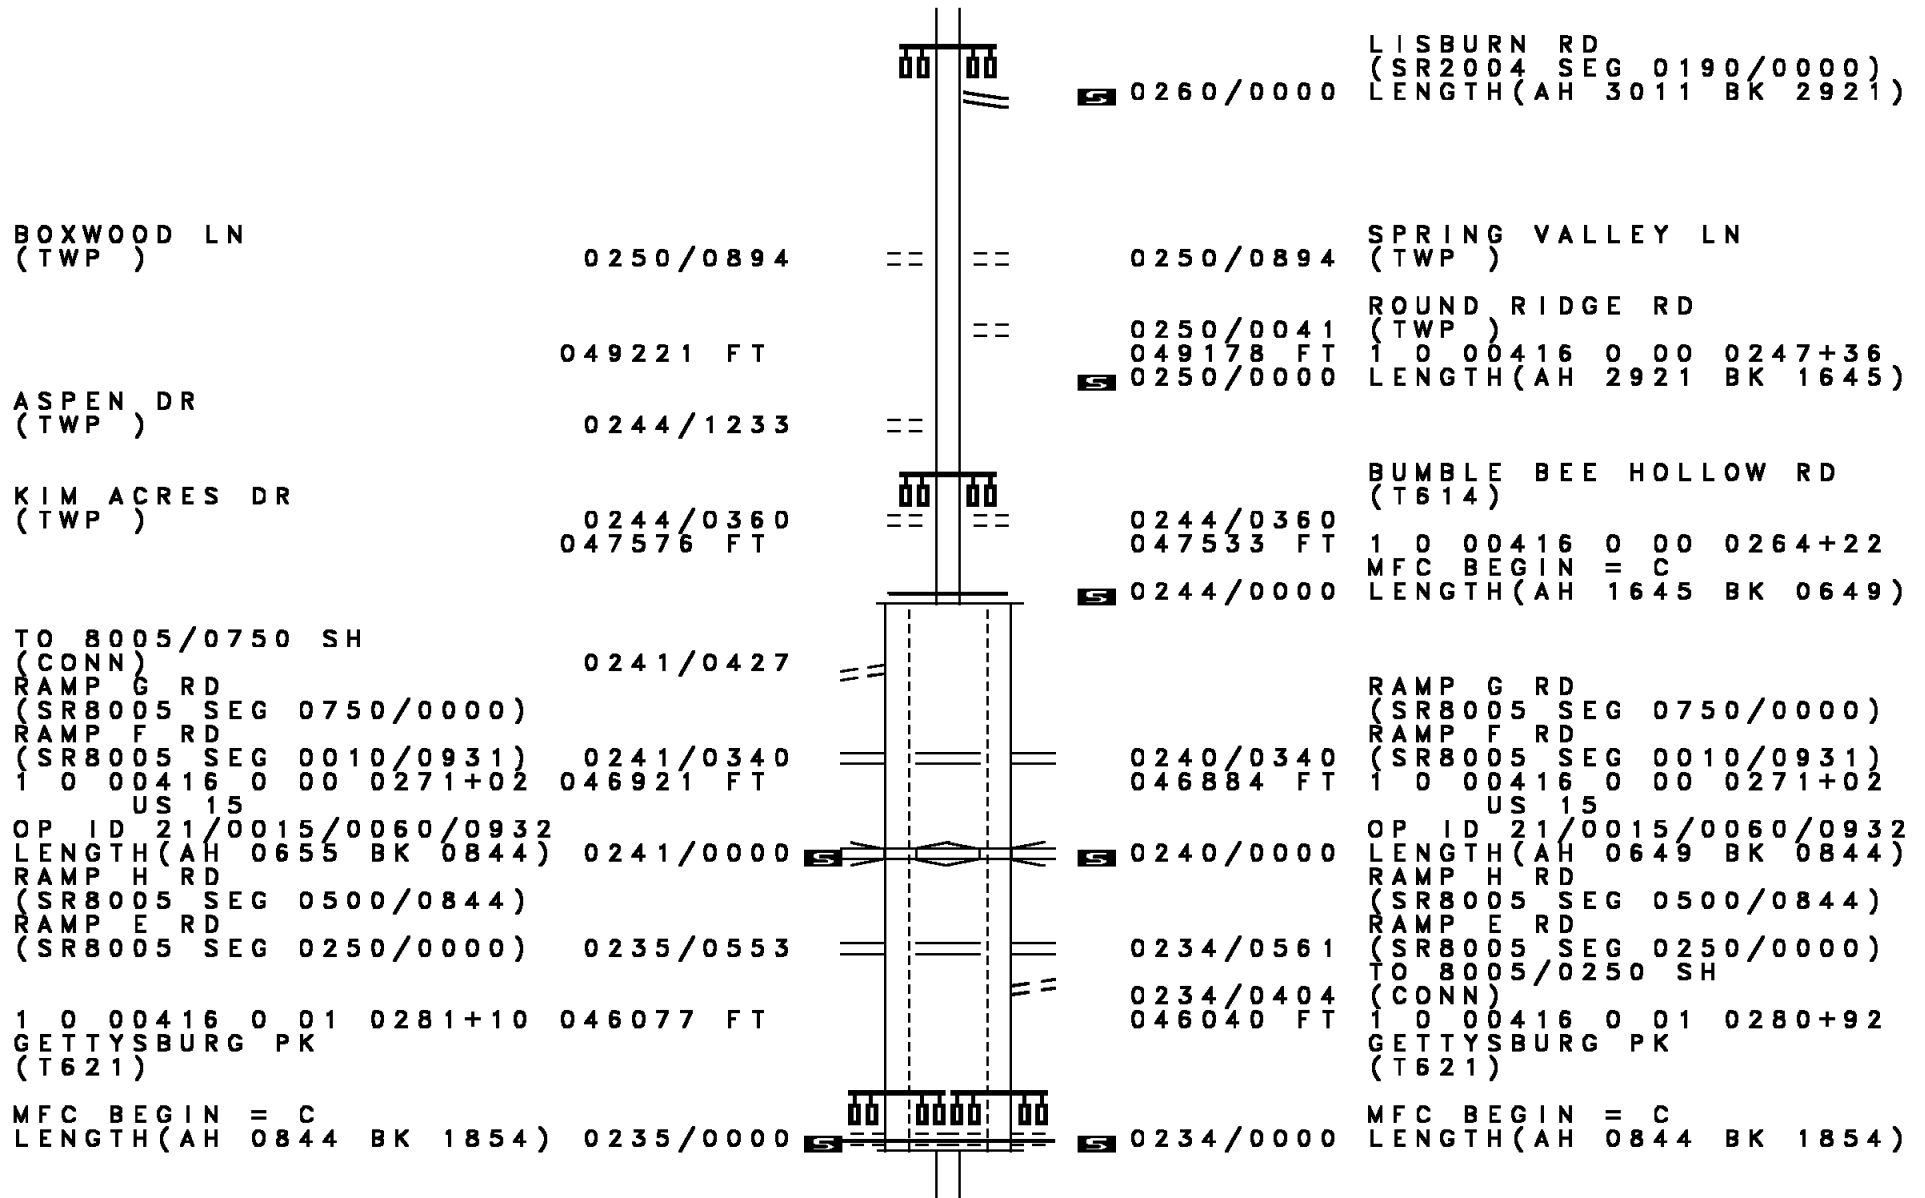 LISBURN RD
(SR2004 SEG 0190/0000)
0260/0000 LENGTH(AH 3011 BK 2921)
BOXWOOD LN SPRING VALLEY LN
(TWP ) 0250/0894 0250/0894 (TWP )
ROUND RIDGE RD
0250/0041 (TWP )
049221 FT 049178 FT 1 0 00416 0 00 0247+36
S 0250/0000 LENGTH(AH 2921 BK 1645)
ASPEN DR
(TWP ) 0244/1233
BUMBLE BEE HOLLOW RD
KIM ACRES DR (T614)
(TWP ) 0244/0360 0244/0360
047576 FT 047533 FT 1 0 00416 0 00 0264+22
MFC BEGIN = C
S 0244/0000 LENGTH(AH 1645 BK 0649)
TO 8005/0750 SH
(CONN) 0241/0427
RAMP G RD RAMP G RD
(SR8005 SEG 0750/0000) (SR8005 SEG 0750/0000)
RAMP F RD RAMP F RD
(SR8005 SEG 0010/0931) 0241/0340 0240/0340 (SR8005 SEG 0010/0931)
1 0 00416 0 00 0271+02 046921 FT 046884 FT 1 0 00416 0 00 0271+02
US 15 US 15
OP ID 21/0015/0060/0932 OP ID 21/0015/0060/0932
LENGTH(AH 0655 BK 0844) 0241/0000 S S 0240/0000 LENGTH(AH 0649 BK 0844)
RAMP H RD RAMP H RD
(SR8005 SEG 0500/0844) (SR8005 SEG 0500/0844)
RAMP E RD RAMP E RD
(SR8005 SEG 0250/0000) 0235/0553 0234/0561 (SR8005 SEG 0250/0000)
TO 8005/0250 SH
0234/0404 (CONN)
1 0 00416 0 01 0281+10 046077 FT 046040 FT 1 0 00416 0 01 0280+92
GETTYSBURG PK GETTYSBURG PK
(T621) (T621)
MFC BEGIN = C MFC BEGIN = C
LENGTH(AH 0844 BK 1854) 0235/0000 S S 0234/0000 LENGTH(AH 0844 BK 1854)